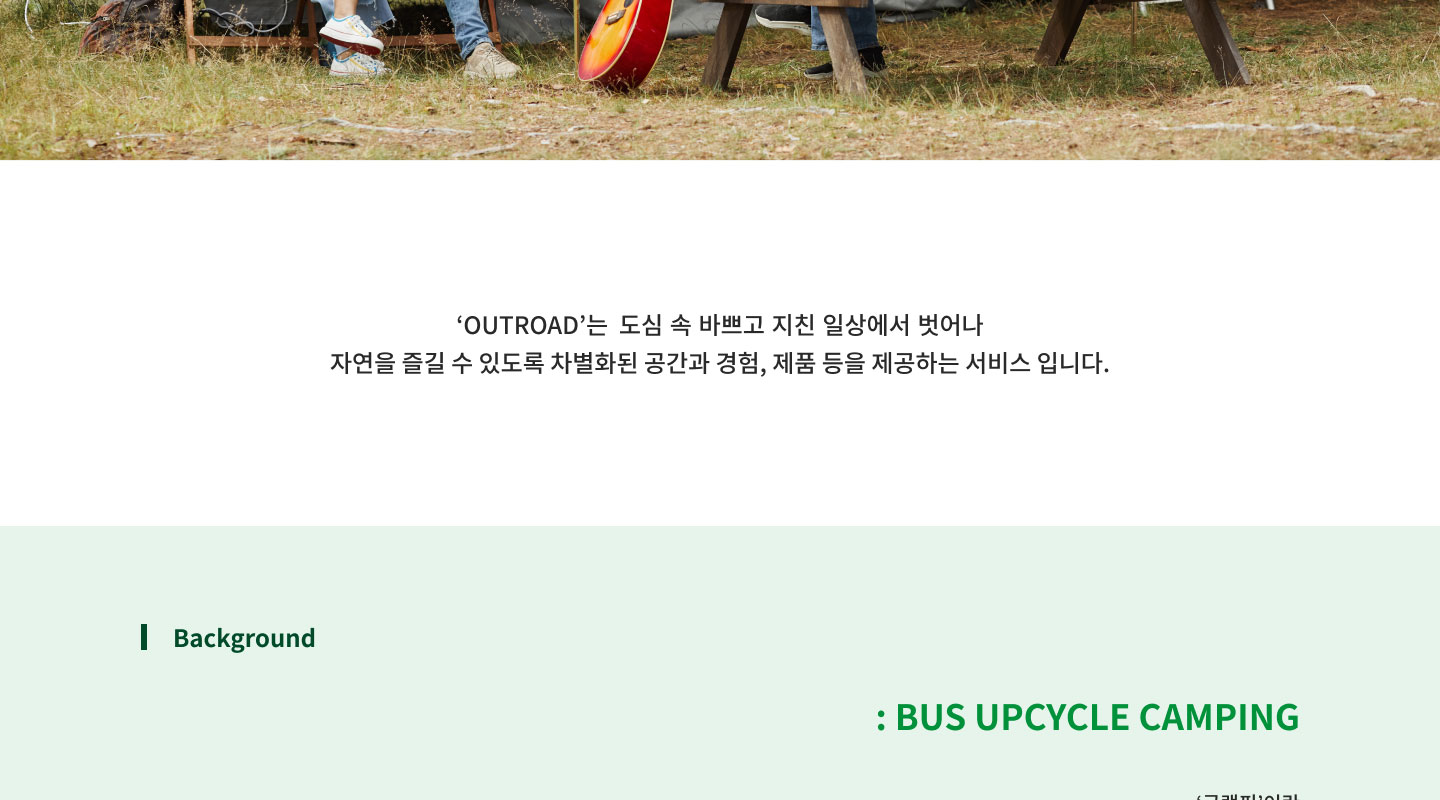 ‘OUTROAD’는 도심 속 바쁘고 지친 일상에서 벗어나
자연을 즐길 수 있도록 차별화된 공간과 경험, 제품 등을 제공하는 서비스 입니다.
Background
: BUS UPCYCLE CAMPING